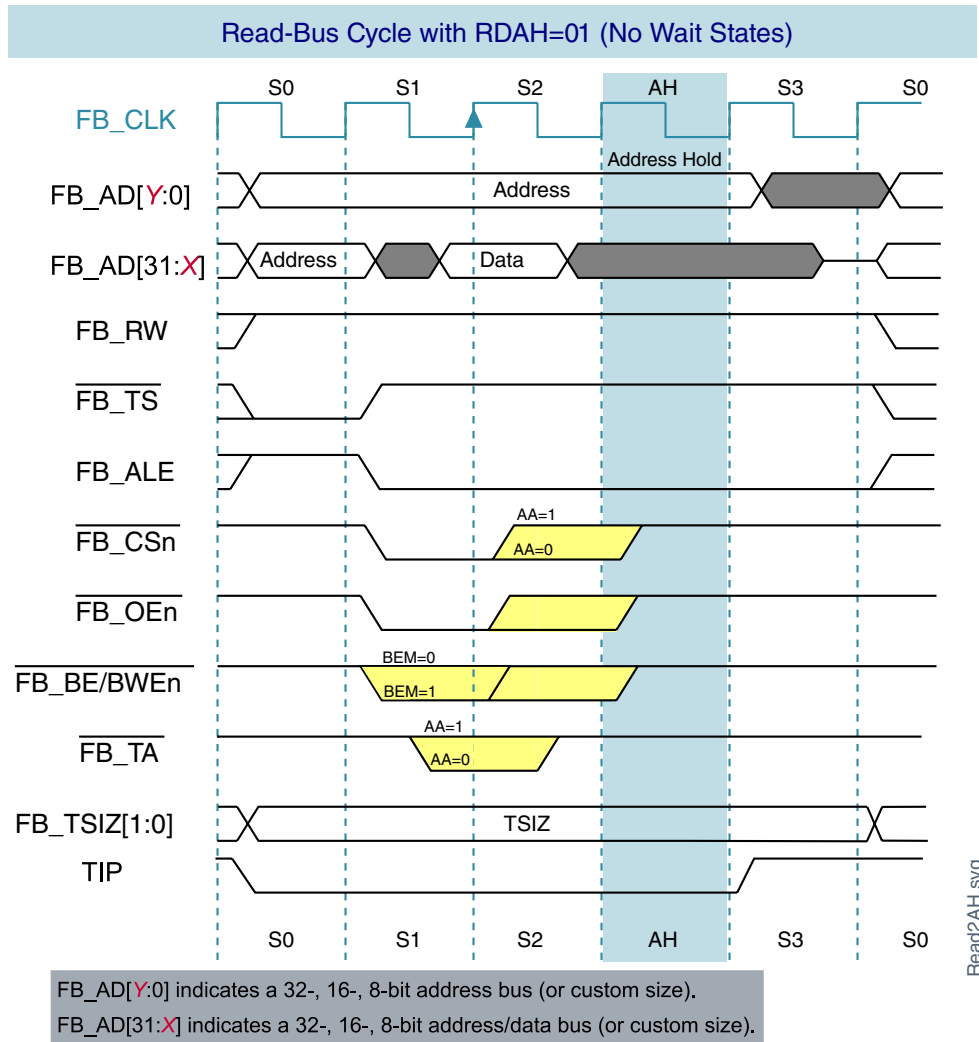 Read-Bus Cycle with RDAH=01 (No Wait States)
S0 S1 S2 AH S3 S0
FB_CLK
Address Hold
FB_AD[Y:0] Address
FB_AD[31:X] Address Data
FB_RW
FB_TS
FB_ALE
AA=1
FB_CSn AA=0
FB_OEn
BEM=0
FB_BE/BWEn BEM=1
AA=1
FB_TA AA=0
FB_TSIZ[1:0] TSIZ
TIP
S0 S1 S2 AH S3 S0
Read2AH.svg
FB_AD[Y:0] indicates a 32-, 16-, 8-bit address bus (or custom size).
FB_AD[31:X] indicates a 32-, 16-, 8-bit address/data bus (or custom size).